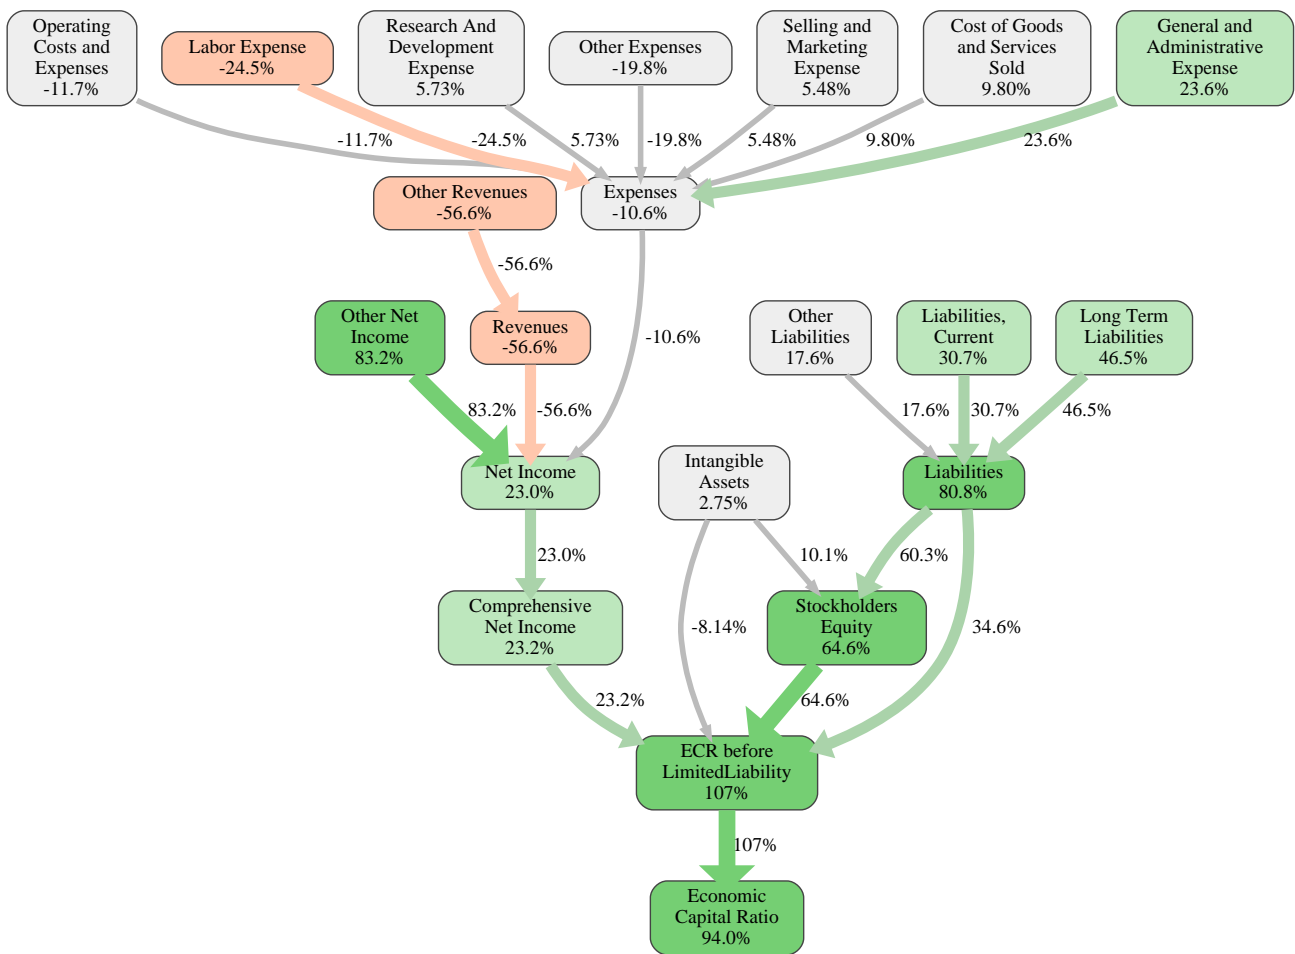 Operating
Costs and
Expenses
-11.7%
Labor Expense
-24.5%
Research And
Development
Expense
5.73%
Other Expenses
-19.8%
Selling and
Marketing
Expense
5.48%
Cost of Goods
and Services
Sold
9.80%
General and
Administrative
Expense
23.6%
-11.7%
-24.5%
5.73%
-19.8%
5.48%
9.80%
23.6%
Other Revenues
-56.6%
Expenses
-10.6%
-56.6%
-10.6%
Other Net
Income
83.2%
Revenues
-56.6%
Other
Liabilities
17.6%
Liabilities,
Current
30.7%
Long Term
Liabilities
46.5%
83.2%
-56.6%
17.6%
30.7%
46.5%
Net Income
23.0%
Intangible
Assets
2.75%
Liabilities
80.8%
23.0%
10.1%
60.3%
Comprehensive
Net Income
23.2%
-8.14%
Stockholders
Equity
64.6%
34.6%
23.2%
64.6%
ECR before
LimitedLiability
107%
107%
Economic
Capital Ratio
94.0%